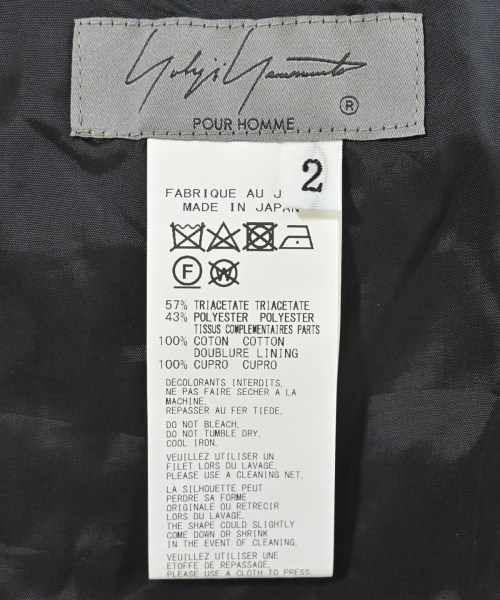 Yohji Yamamoto
®
POUR HOMME
2
FABRIQUE AU J
MADE IN JAPAN
F W
57% TRIACETATE TRIACETATE
43% POLYESTER POLYESTER
TISSUS COMPLEMENTAIRES PARTS
100% COTON COTTON
DOUBLURE LINING
100% CUPRO CUPRO
DECOLORANTS INTERDITS.
NE PAS FAIRE SECHER A LA
MACHINE.
REPASSER AU FER TIEDE.
DO NOT BLEACH.
DO NOT TUMBLE DRY.
COOL IRON.
VEUILLEZ UTILISER UN
FILET LORS DU LAVAGE.
PLEASE USE A CLEANING NET.
LA SILHOUETTE PEUT
PERDRE SA FORME
ORIGINALE OU RETRECIR
LORS DU LAVAGE.
THE SHAPE COULD SLIGHTLY
COME DOWN OR SHRINK
IN THE EVENT OF CLEANING.
VEUILLEZ UTILISER UNE
ETOFFE DE REPASSAGE.
PLEASE USE A CLOTH TO PRESS.